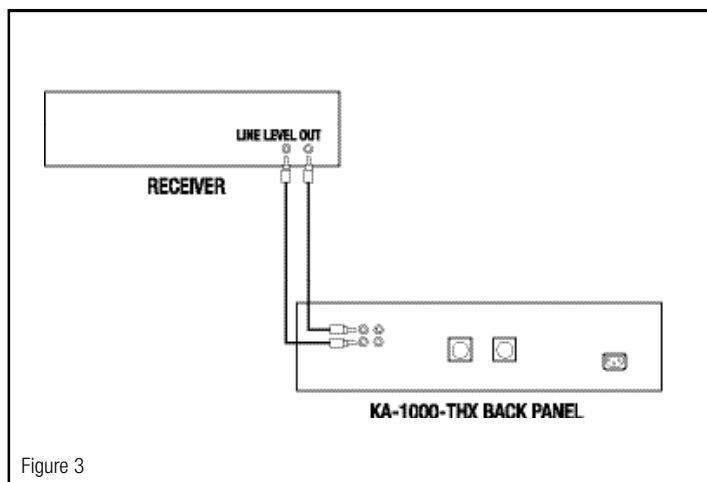 LINE LEVEL OUT
RECEIVER
KA-1000-THX BACK PANEL
Figure 3